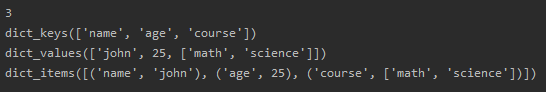 3
dict_keys(['name', 'age', 'course'])
dict_values(['john', 25, ['math', 'science']])
dict_items([('name', 'john'), ('age', 25), ('course', ['math', 'science'])])